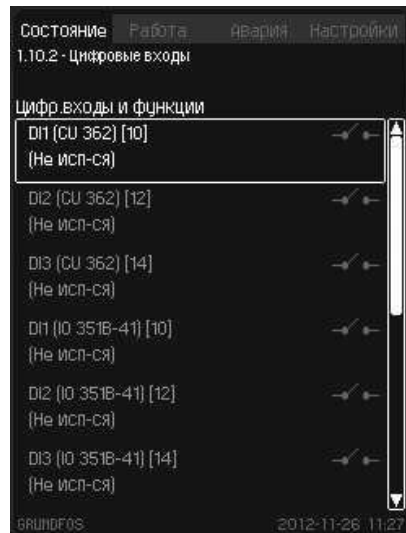 Состояние Работа Авария Настройки
1.10.2 - Цифровые входы
Цифр.входы и функции
DI1 (CU 362) [10]
(Не исп-ся)
DI2 (CU 362) [12]
(Не исп-ся)
DI3 (CU 362) [14]
(Не исп-ся)
DI1 (IO 351B-41) [10]
(Не исп-ся)
DI2 (IO 351B-41) [12]
(Не исп-ся)
DI3 (IO 351B-41) [14]
(Не исп-ся)
GRUNDFOS 2012-11-26 11:27